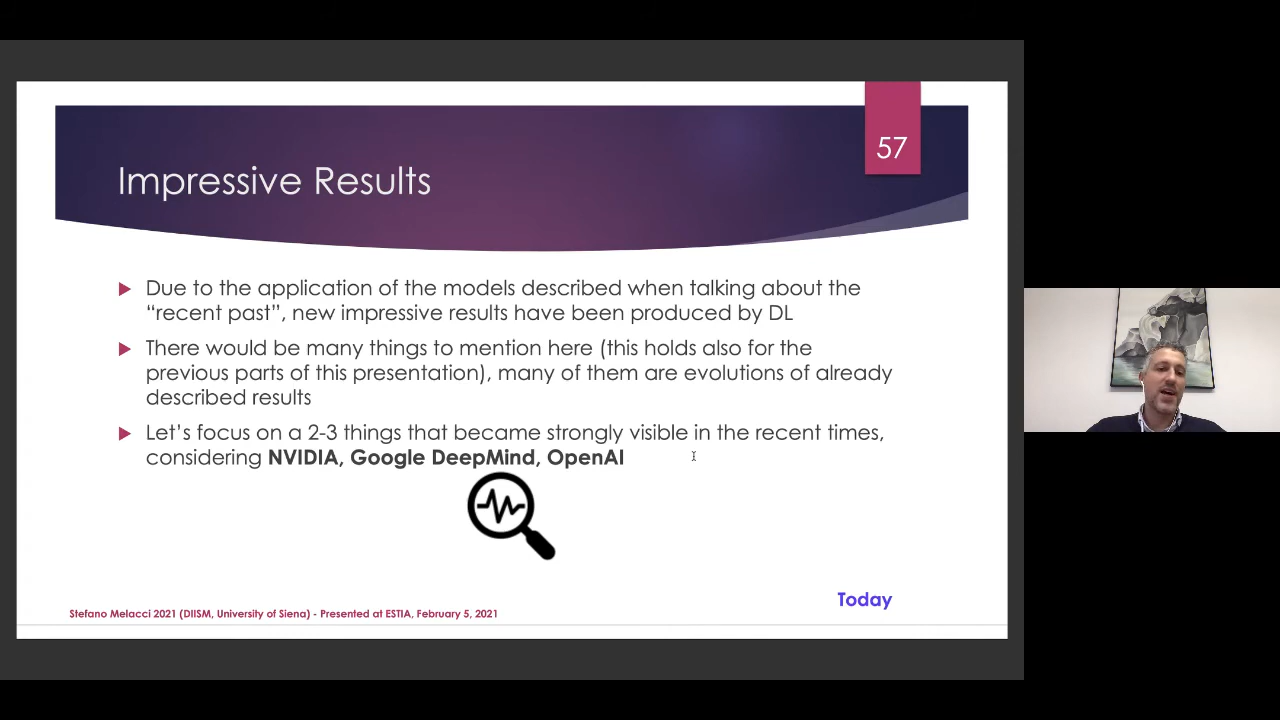 57
Impressive Results
Due to the application of the models described when talking about the
“recent past”, new impressive results have been produced by DL
There would be many things to mention here (this holds also for the
previous parts of this presentation), many of them are evolutions of already
described results
Let’s focus on a 2-3 things that became strongly visible in the recent times,
considering NVIDIA, Google DeepMind, OpenAI
Today
Stefano Melacci 2021 (DIISM, University of Siena) - Presented at ESTIA, February 5, 2021